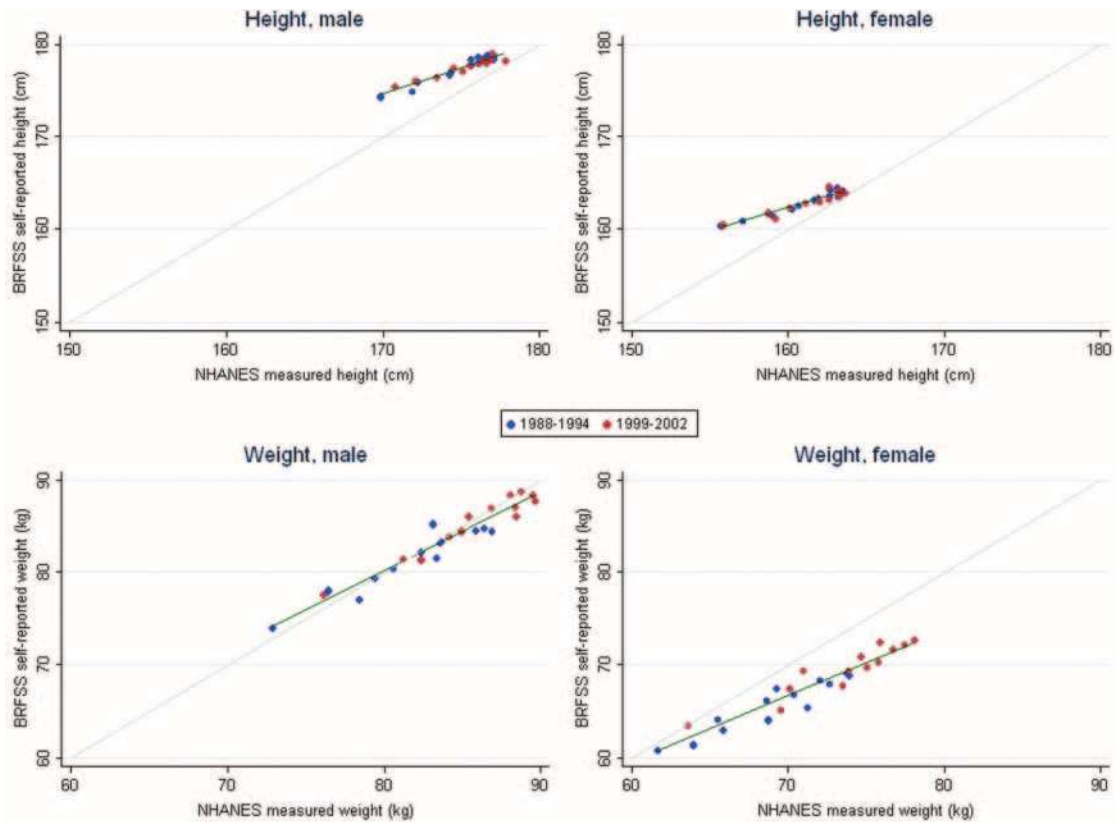 Height, male
BRFSS self-reported height (cm)
180
170
160
150
150 160 170 180
NHANES measured height (cm)
Height, female
BRFSS self-reported height (cm)
180
170
160
150
150 160 170 180
NHANES measured height (cm)
1988-1994 1999-2002
Weight, male
BRFSS self-reported weight (kg)
90
80
70
60
60 70 80 90
NHANES measured weight (kg)
Weight, female
BRFSS self-reported weight (kg)
90
80
70
60
60 70 80 90
NHANES measured weight (kg)